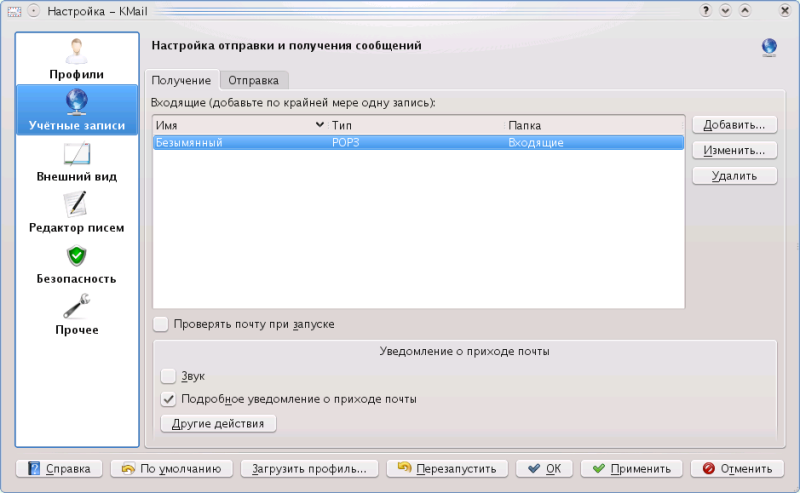 Настройка – KMail
Настройка отправки и получения сообщений
Профили
Учётные записи
Внешний вид
Редактор писем
Безопасность
Прочее
Получение Отправка
Входящие (добавьте по крайней мере одну запись):
Имя Тип Папка
Безымянный POP3 Входящие
Добавить...
Изменить...
Удалить
Проверять почту при запуске
Уведомление о приходе почты
Звук
Подробное уведомление о приходе почты
Другие действия
Справка По умолчанию Загрузить профиль... Перезапустить OK Применить Отменить